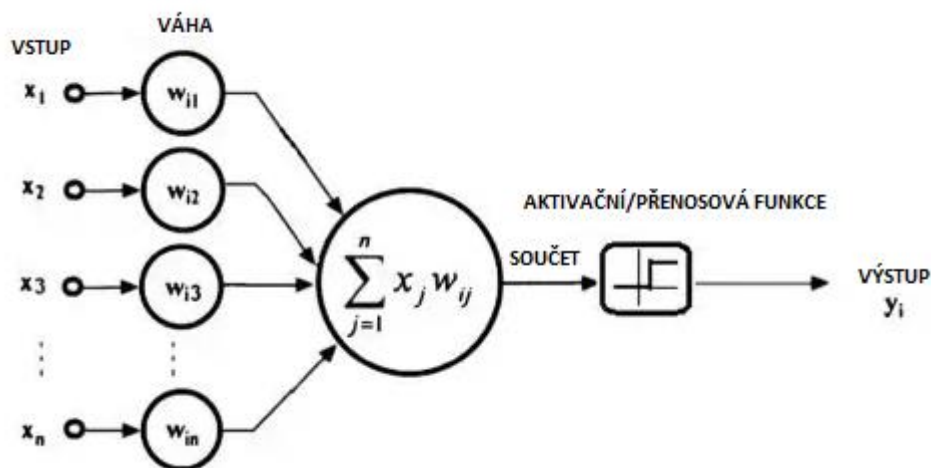 VÁHA
VSTUP
x1
wi1
x2
wi2
AKTIVAČNÍ/PŘENOSOVÁ FUNKCE
x3
wi3
n
∑ xj wij
j=1
SOUČET
VÝSTUP
yi
xn
win